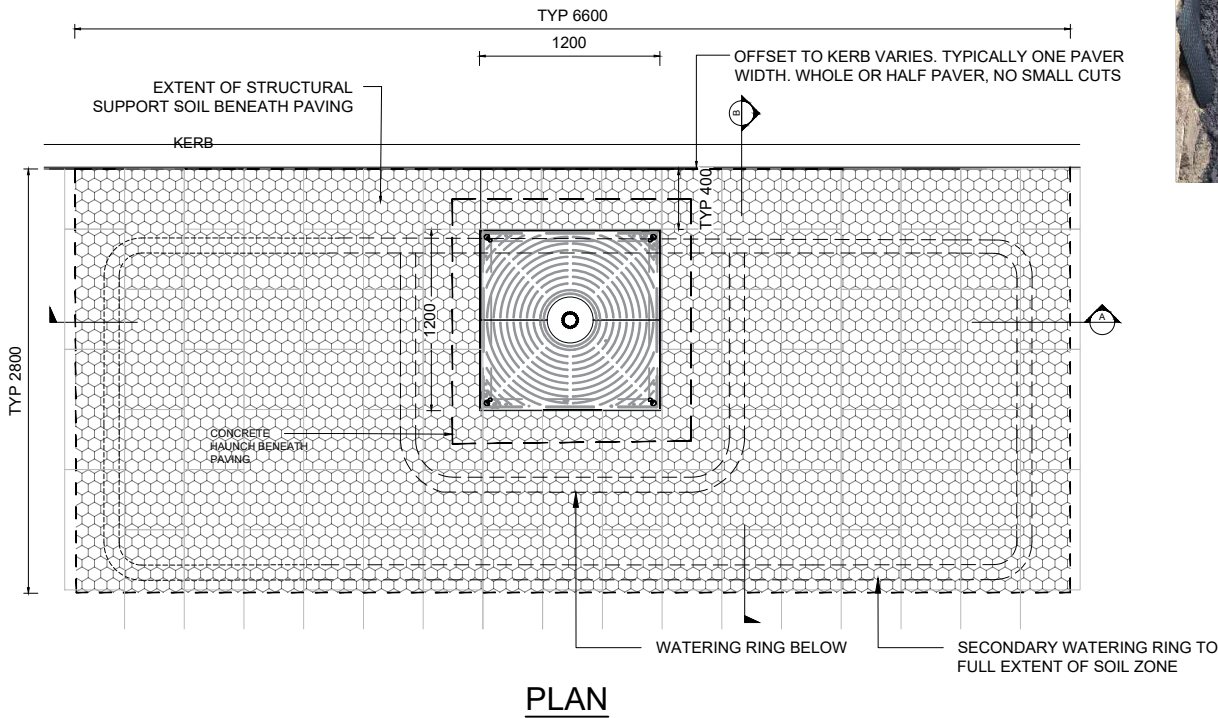 TYP 6600
1200
OFFSET TO KERB VARIES. TYPICALLY ONE PAVER
WIDTH. WHOLE OR HALF PAVER, NO SMALL CUTS
EXTENT OF STRUCTURAL
SUPPORT SOIL BENEATH PAVING
B
KERB
TYP 400
1200
A
TYP 2800
CONCRETE
HAUNCH BENEATH
PAVING
WATERING RING BELOW
SECONDARY WATERING RING TO
FULL EXTENT OF SOIL ZONE
PLAN